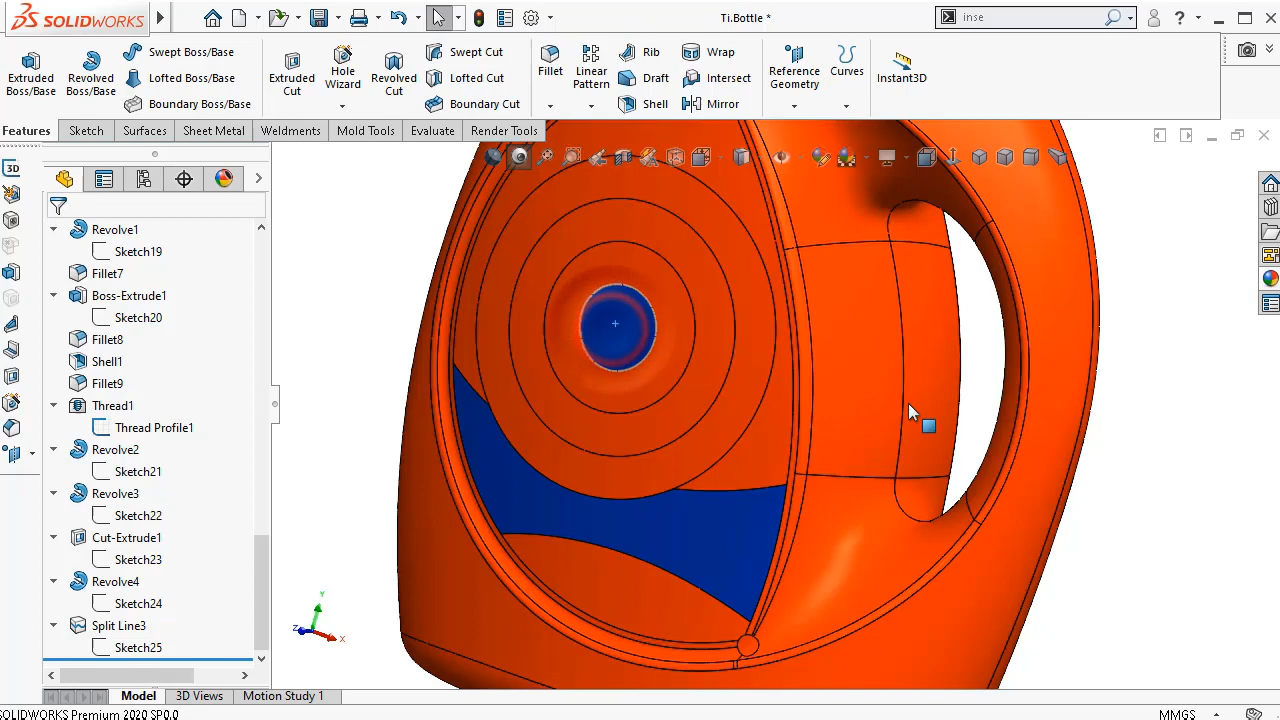 SOLIDWORKS
Ti.Bottle *
inse
Extruded Boss/Base
Revolved Boss/Base
Swept Boss/Base
Lofted Boss/Base
Boundary Boss/Base
Extruded Cut
Hole Wizard
Revolved Cut
Swept Cut
Lofted Cut
Boundary Cut
Fillet
Linear Pattern
Rib
Draft
Shell
Wrap
Intersect
Mirror
Reference Geometry
Curves
Instant3D
Features
Sketch
Surfaces
Sheet Metal
Weldments
Mold Tools
Evaluate
Render Tools
3D
Revolve1
Sketch19
Fillet7
Boss-Extrude1
Sketch20
Fillet8
Shell1
Fillet9
Thread1
Thread Profile1
Revolve2
Sketch21
Revolve3
Sketch22
Cut-Extrude1
Sketch23
Revolve4
Sketch24
Split Line3
Sketch25
Y
Z
X
Model
3D Views
Motion Study 1
SOLIDWORKS Premium 2020 SP0.0
MMGS